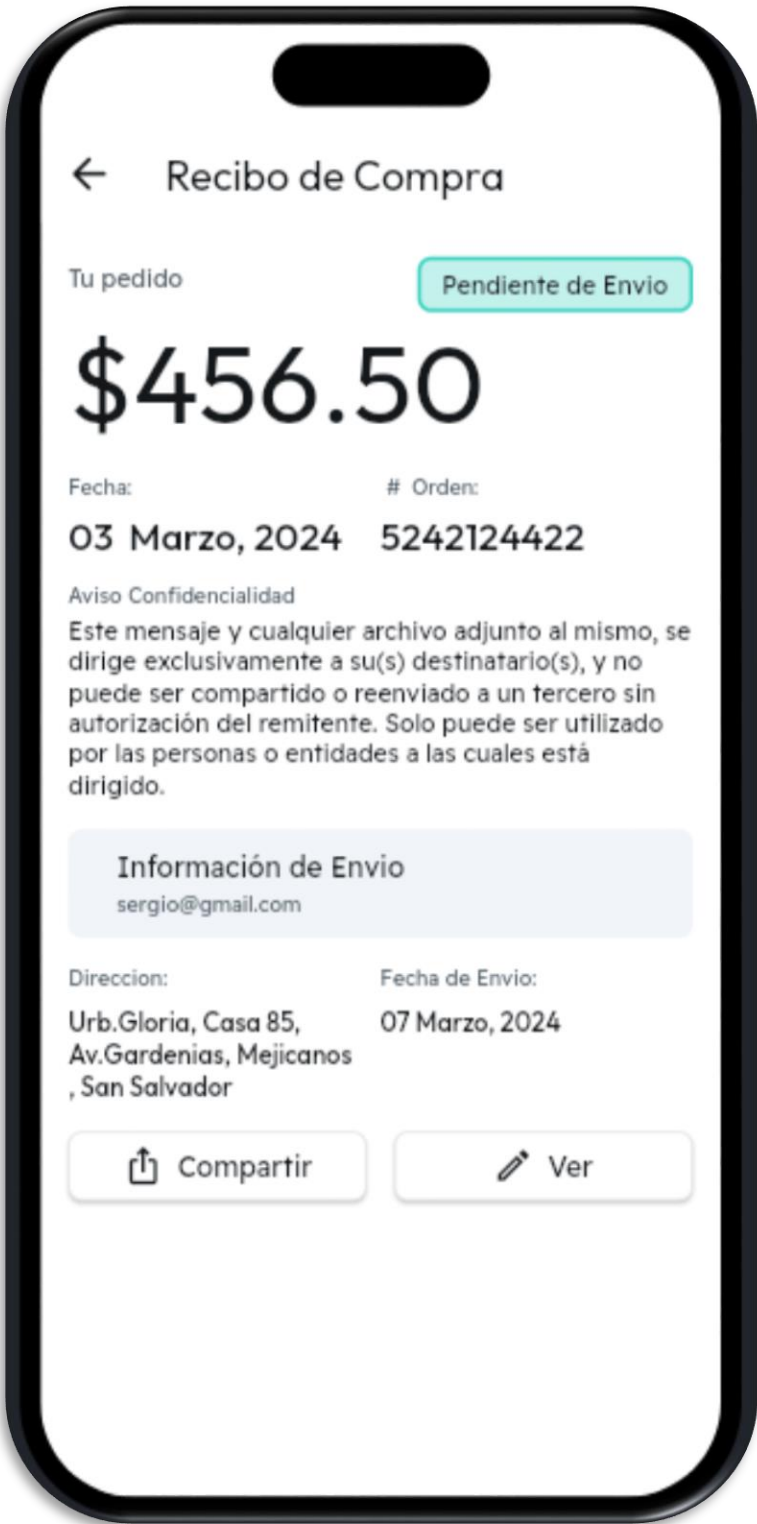 Recibo de Compra
Tu pedido
Pendiente de Envio
$456.50
Fecha:
# Orden:
03 Marzo, 2024
5242124422
Aviso Confidencialidad
Este mensaje y cualquier archivo adjunto al mismo, se
dirige exclusivamente a su(s) destinatario(s), y no
puede ser compartido o reenviado a un tercero sin
autorización del remitente. Solo puede ser utilizado
por las personas o entidades a las cuales está
dirigido.
Información de Envio
sergio@gmail.com
Direccion:
Fecha de Envio:
Urb.Gloria, Casa 85,
Av.Gardenias, Mejicanos
, San Salvador
07 Marzo, 2024
Compartir
Ver